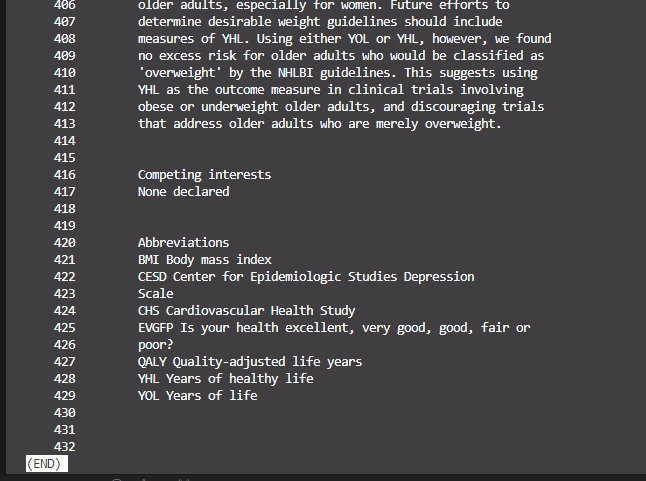 406 older adults, especially for women. Future efforts to
407 determine desirable weight guidelines should include
408 measures of YHL. Using either YOL or YHL, however, we found
409 no excess risk for older adults who would be classified as
410 'overweight' by the NHLBI guidelines. This suggests using
411 YHL as the outcome measure in clinical trials involving
412 obese or underweight older adults, and discouraging trials
413 that address older adults who are merely overweight.
414
415
416 Competing interests
417 None declared
418
419
420 Abbreviations
421 BMI Body mass index
422 CESD Center for Epidemiologic Studies Depression
423 Scale
424 CHS Cardiovascular Health Study
425 EVGFP Is your health excellent, very good, good, fair or
426 poor?
427 QALY Quality-adjusted life years
428 YHL Years of healthy life
429 YOL Years of life
430
431
432
(END)